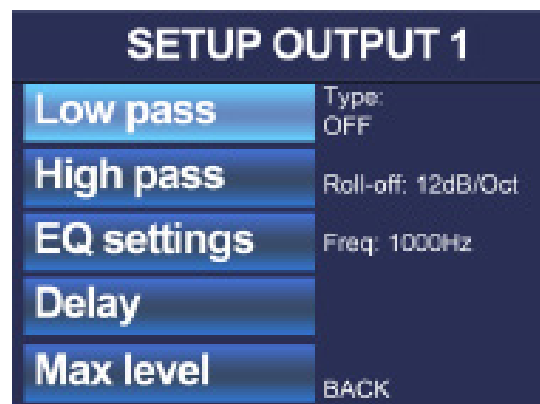 SETUP OUTPUT 1
Low pass
High pass
EQ settings
Delay
Max level
Type:
OFF
Roll-off: 12dB/Oct
Freq: 1000Hz
BACK